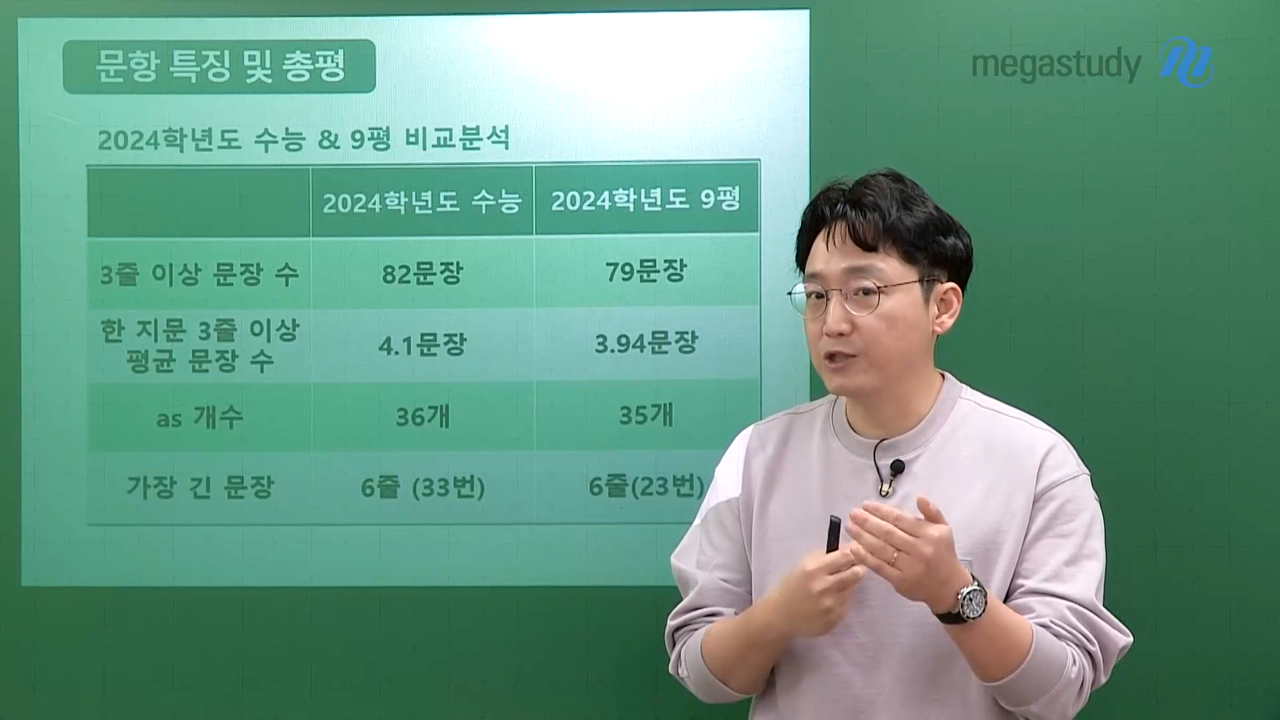 문항 특징 및 총평
megastudy
2024학년도 수능 & 9평 비교분석
2024학년도 수능 2024학년도 9평
3줄 이상 문장 수 82문장 79문장
한 지문 3줄 이상
평균 문장 수 4.1문장 3.94문장
as 개수 36개 35개
가장 긴 문장 6줄 (33번) 6줄(23번)